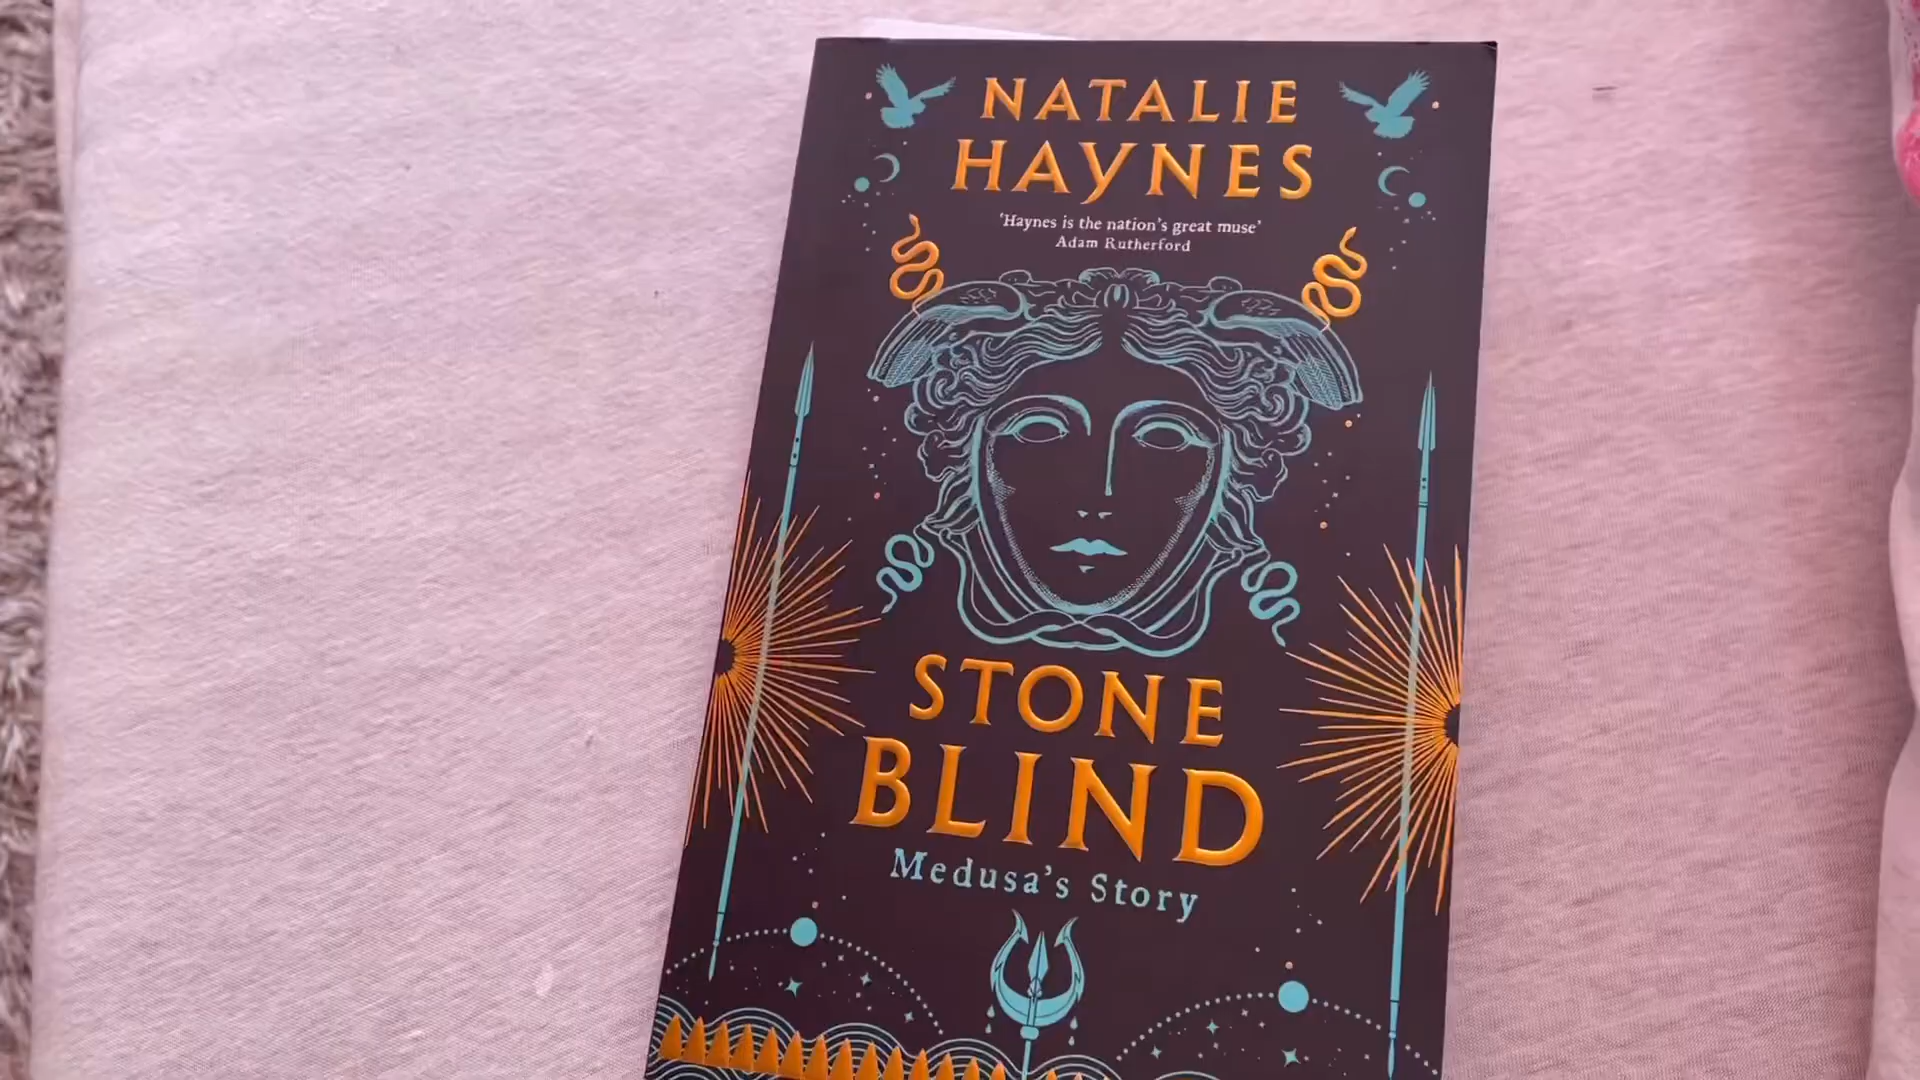 NATALIE
HAYNES
‘Haynes is the nation’s great muse’
Adam Rutherford
STONE
BLIND
Medusa’s Story